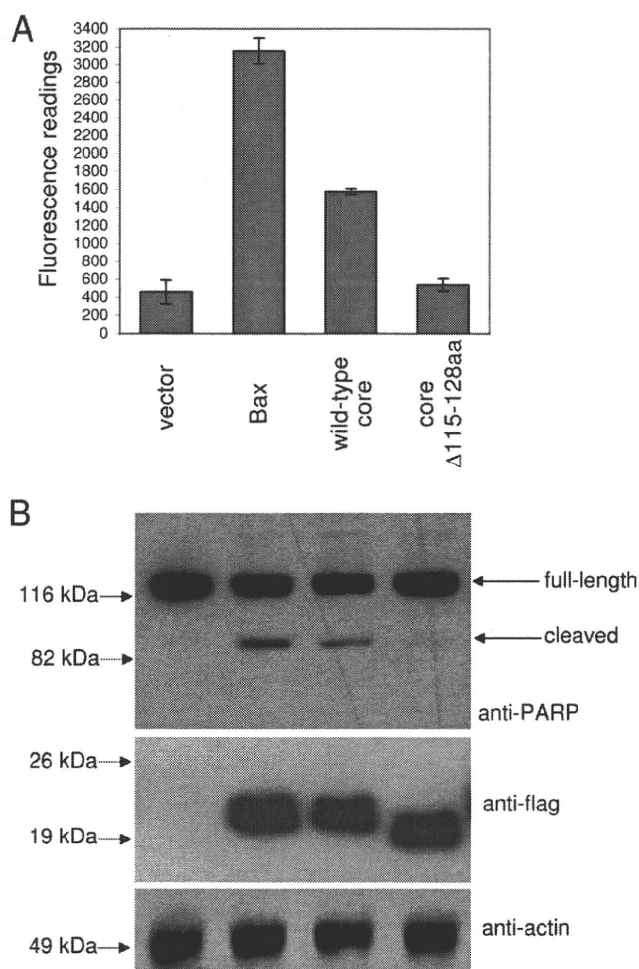 A
Fluorescence readings
3400
3200
3000
2800
2600
2400
2200
2000
1800
1600
1400
1200
1000
800
600
400
200
0
vector
Bax
wild-type
core
core
Δ115-128aa
B
116 kDa
82 kDa
full-length
cleaved
anti-PARP
26 kDa
19 kDa
anti-flag
49 kDa
anti-actin